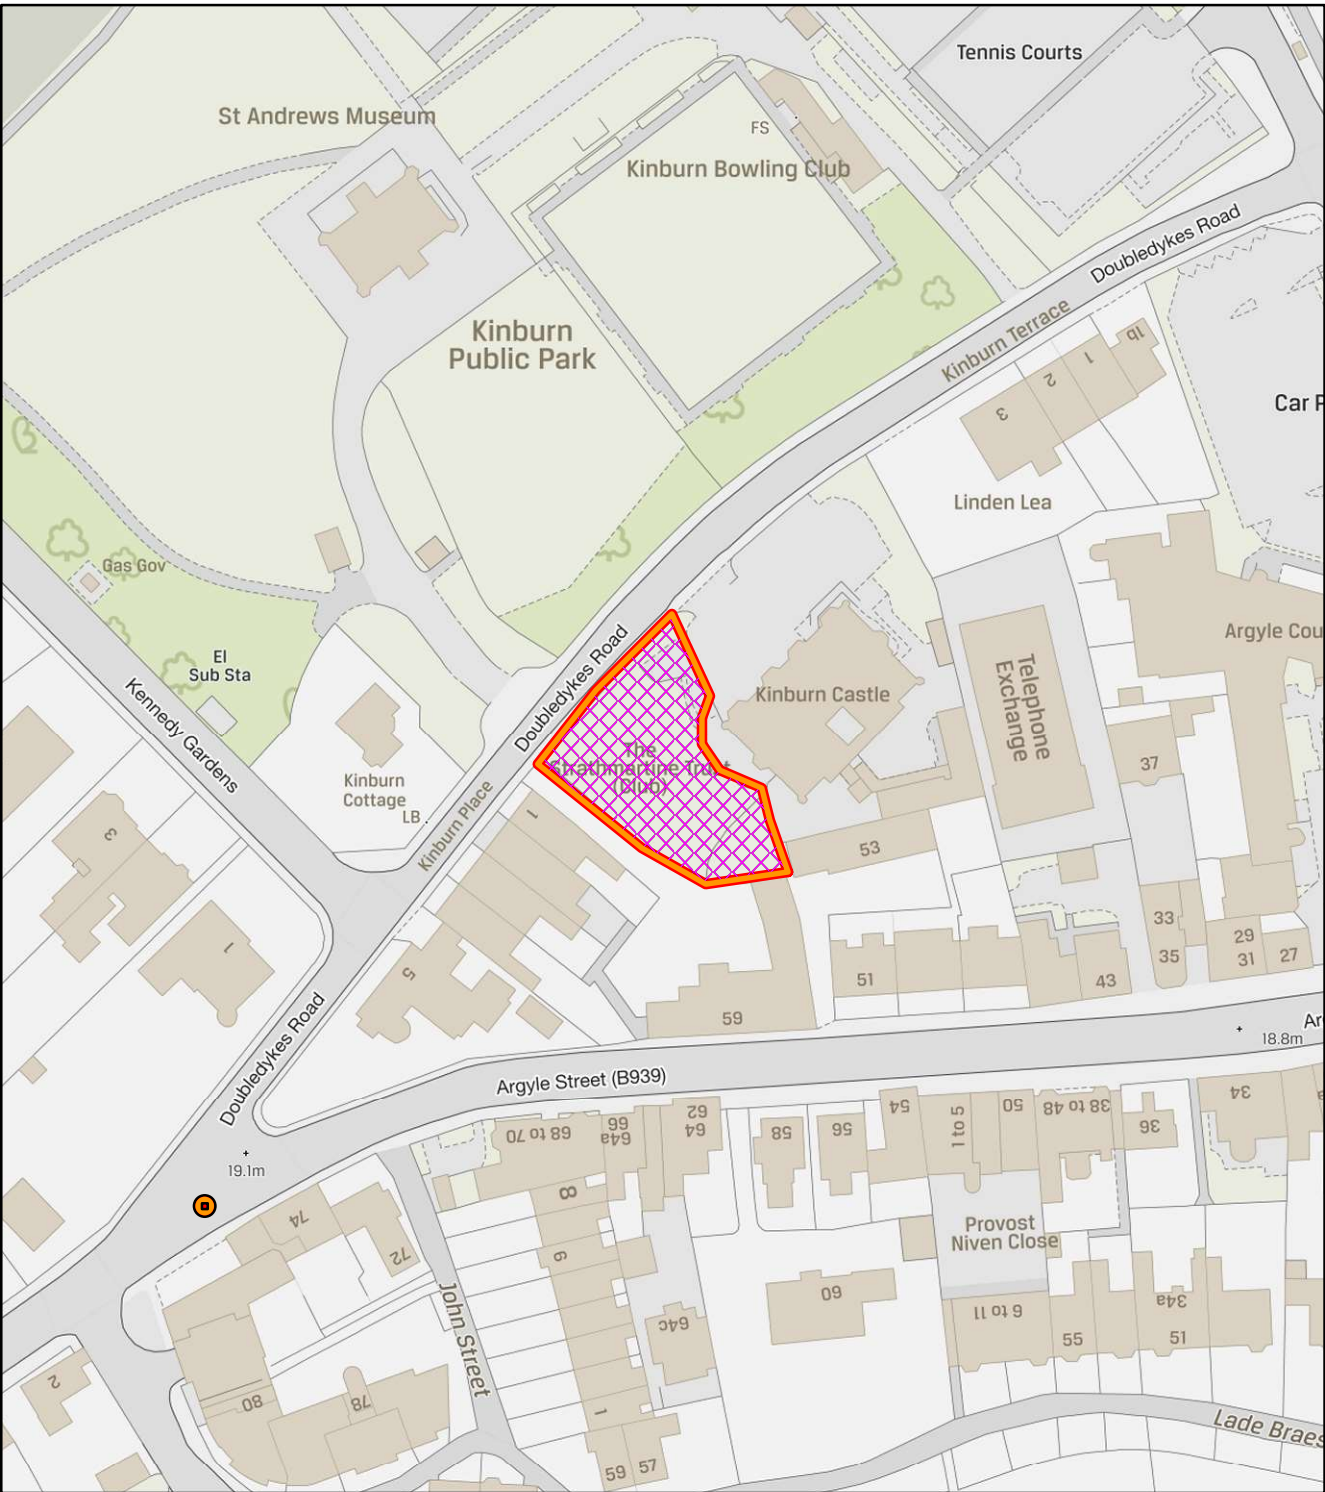 Tennis Courts
St Andrews Museum
FS
Kinburn Bowling Club
Doubledykes Road
Kinburn
Public Park
Kinburn Terrace
1b
1
2
3
Car P
Linden Lea
Gas Gov
El
Sub Sta
Kennedy Gardens
Doubledykes Road
Argyle Cou
Telephone
Exchange
Kinburn Castle
The
Strathmartine Trust
(Club)
37
Kinburn
Cottage
LB
Kinburn Place
1
3
53
33
35
29
31
27
1
5
51
43
59
Doubledykes Road
Ar
18.8m
Argyle Street (B939)
19.1m
68 to 70
66
64a
62
64
58
56
54
1 to 5
50
38 to 48
36
34
8
74
72
6
Provost
Niven Close
John Street
60
64c
6 to 11
55
34a
51
2
80
78
1
65
57
Lade Braes